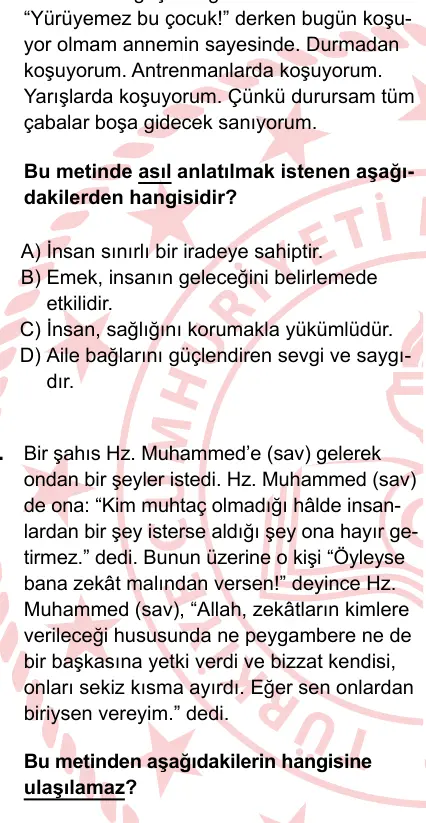 “Yürüyemez bu çocuk!” derken bugün koşu-
yor olmam annemin sayesinde. Durmadan
koşuyorum. Antrenmanlarda koşuyorum.
Yarışlarda koşuyorum. Çünkü durursam tüm
çabalar boşa gidecek sanıyorum.
Bu metinde asıl anlatılmak istenen aşağı-
dakilerden hangisidir?
A) İnsan sınırlı bir iradeye sahiptir.
B) Emek, insanın geleceğini belirlemede
etkilidir.
C) İnsan, sağlığını korumakla yükümlüdür.
D) Aile bağlarını güçlendiren sevgi ve saygı-
dır.
Bir şahıs Hz. Muhammed’e (sav) gelerek
ondan bir şeyler istedi. Hz. Muhammed (sav)
de ona: “Kim muhtaç olmadığı hâlde insan-
lardan bir şey isterse aldığı şey ona hayır ge-
tirmez.” dedi. Bunun üzerine o kişi “Öyleyse
bana zekât malından versen!” deyince Hz.
Muhammed (sav), “Allah, zekâtların kimlere
verileceği hususunda ne peygambere ne de
bir başkasına yetki verdi ve bizzat kendisi,
onları sekiz kısma ayırdı. Eğer sen onlardan
biriysen vereyim.” dedi.
Bu metinden aşağıdakilerin hangisine
ulaşılamaz?